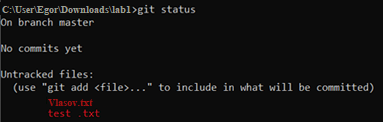 C:\User\Egor\Downloads\lab1>git status
On branch master
No commits yet
Untracked files:
(use "git add <file>..." to include in what will be committed)
Vlasov.txt
test .txt